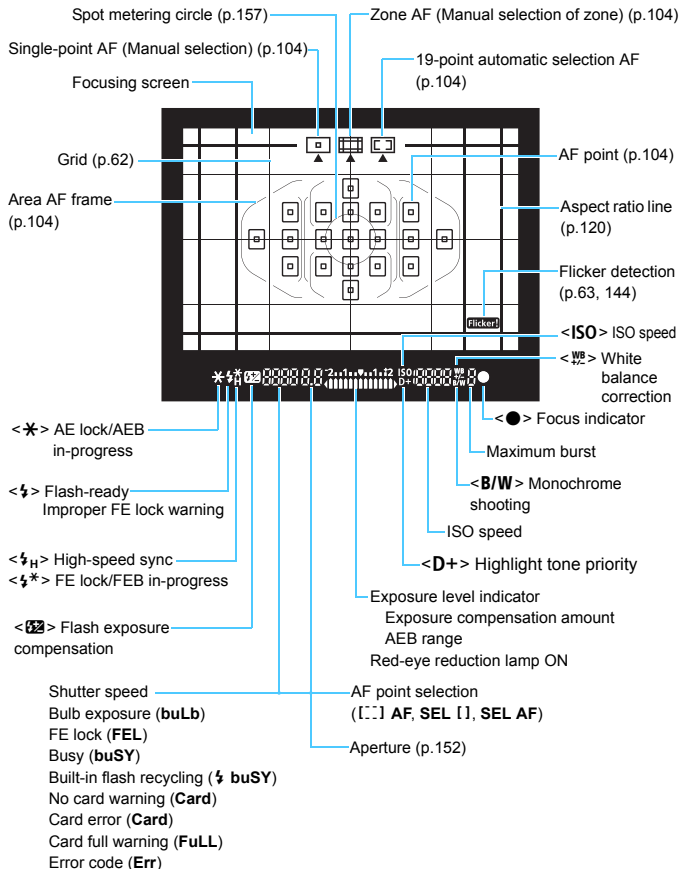 Spot metering circle (p.157)
Zone AF (Manual selection of zone) (p.104)
Single-point AF (Manual selection) (p.104)
19-point automatic selection AF
(p.104)
Focusing screen
Grid (p.62)
AF point (p.104)
Area AF frame
(p.104)
Aspect ratio line
(p.120)
Flicker detection
(p.63, 144)
Flicker!
<ISO> ISO speed
<WB+/-> White
balance
correction
-2..1..▼..1..+2 ISO D+ WB+/- B/W
<●> Focus indicator
<✱> AE lock/AEB
in-progress
Maximum burst
<⚡> Flash-ready
Improper FE lock warning
<B/W> Monochrome
shooting
ISO speed
<⚡H> High-speed sync
<⚡✱> FE lock/FEB in-progress
<D+> Highlight tone priority
Exposure level indicator
Exposure compensation amount
AEB range
Red-eye reduction lamp ON
<⚡±> Flash exposure
compensation
Shutter speed
Bulb exposure (buLb)
FE lock (FEL)
Busy (buSY)
Built-in flash recycling (⚡ buSY)
No card warning (Card)
Card error (Card)
Card full warning (FuLL)
Error code (Err)
AF point selection
([ ] AF, SEL [ ], SEL AF)
Aperture (p.152)